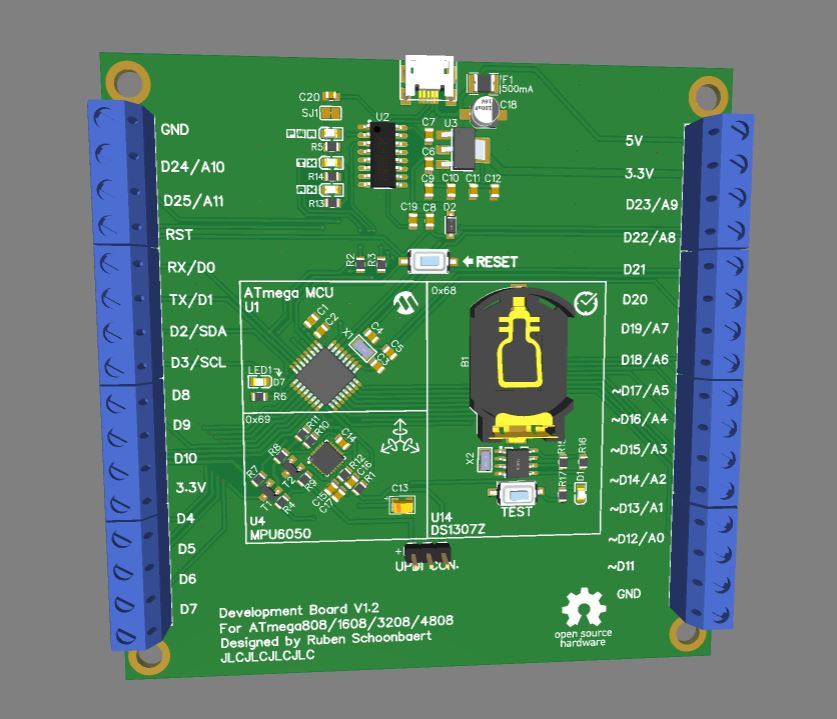 F1
500mA
C20
C18
SJ1
U2
C7
U3
GND
PWR
5V
R5
C6
D24/A10
TX
3.3V
R14
C9
C10
C11
C12
D25/A11
RX
D23/A9
R13
C19
C8
D2
RST
D22/A8
R2
R3
RESET
RX/D0
D21
ATmega MCU
U1
0x68
TX/D1
D20
C1
C2
X1
C4
C5
C3
D2/SDA
D19/A7
D3/SCL
B1
D18/A6
LED1
D7
R6
D8
~D17/A5
0x69
D9
R11
R10
C14
~D16/A4
D10
R8
R7
T2
R9
R12
C16
R1
X2
R16
~D15/A3
3.3V
T1
R4
C15
C17
C13
R17
D1
~D14/A2
D4
U4
MPU6050
U14
DS1307Z
TEST
~D13/A1
D5
+
~D12/A0
D6
UPDI CON.
~D11
D7
GND
Development Board V1.2
For ATmega808/1608/3208/4808
Designed by Ruben Schoonbaert
JLCJLCJLCJLC
open source
hardware